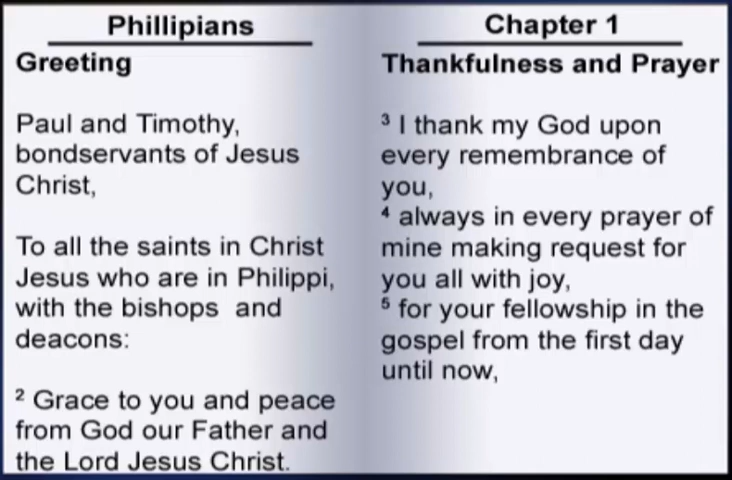 Phillipians
Greeting
Paul and Timothy,
bondservants of Jesus
Christ,
To all the saints in Christ
Jesus who are in Philippi,
with the bishops  and
deacons:
² Grace to you and peace
from God our Father and
the Lord Jesus Christ.
Chapter 1
Thankfulness and Prayer
³ I thank my God upon
every remembrance of
you,
⁴ always in every prayer of
mine making request for
you all with joy,
⁵ for your fellowship in the
gospel from the first day
until now,